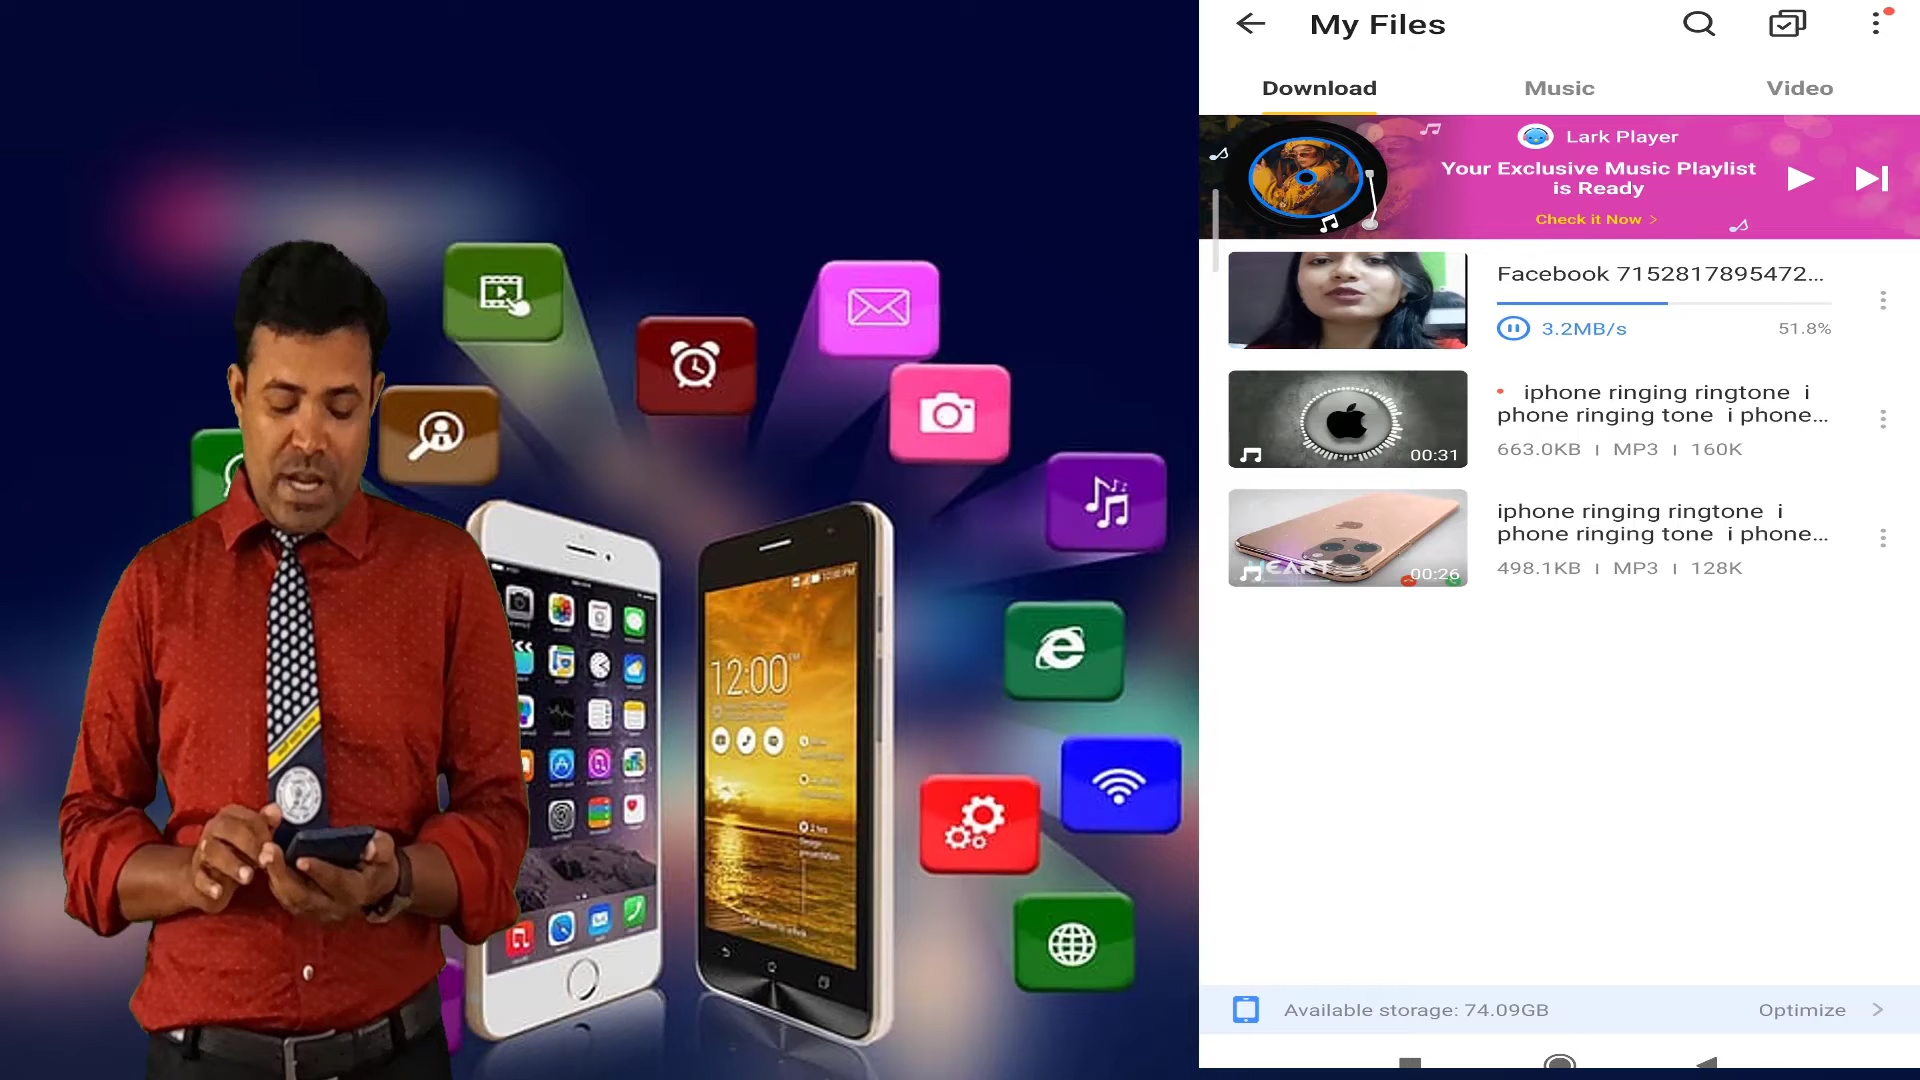 My Files
Download
Music
Video
Lark Player
Your Exclusive Music Playlist
is Ready
Check it Now >
Facebook 7152817895472...
3.2MB/s
51.8%
iphone ringing ringtone i
phone ringing tone i phone...
663.0KB | MP3 | 160K
00:31
iphone ringing ringtone i
phone ringing tone i phone...
498.1KB | MP3 | 128K
HEART
00:26
12:00
Available storage: 74.09GB
Optimize >